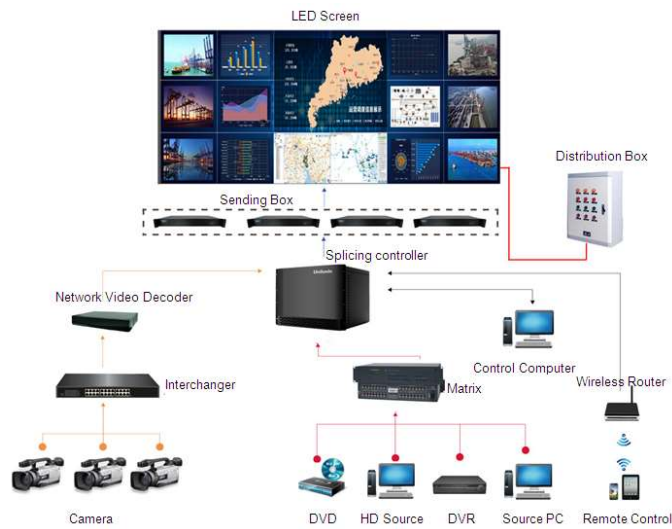 LED Screen
Distribution Box
Sending Box
Splicing controller
Network Video Decoder
Control Computer
Interchanger
Matrix
Wireless Router
Camera
DVD
HD Source
DVR
Source PC
Remote Control